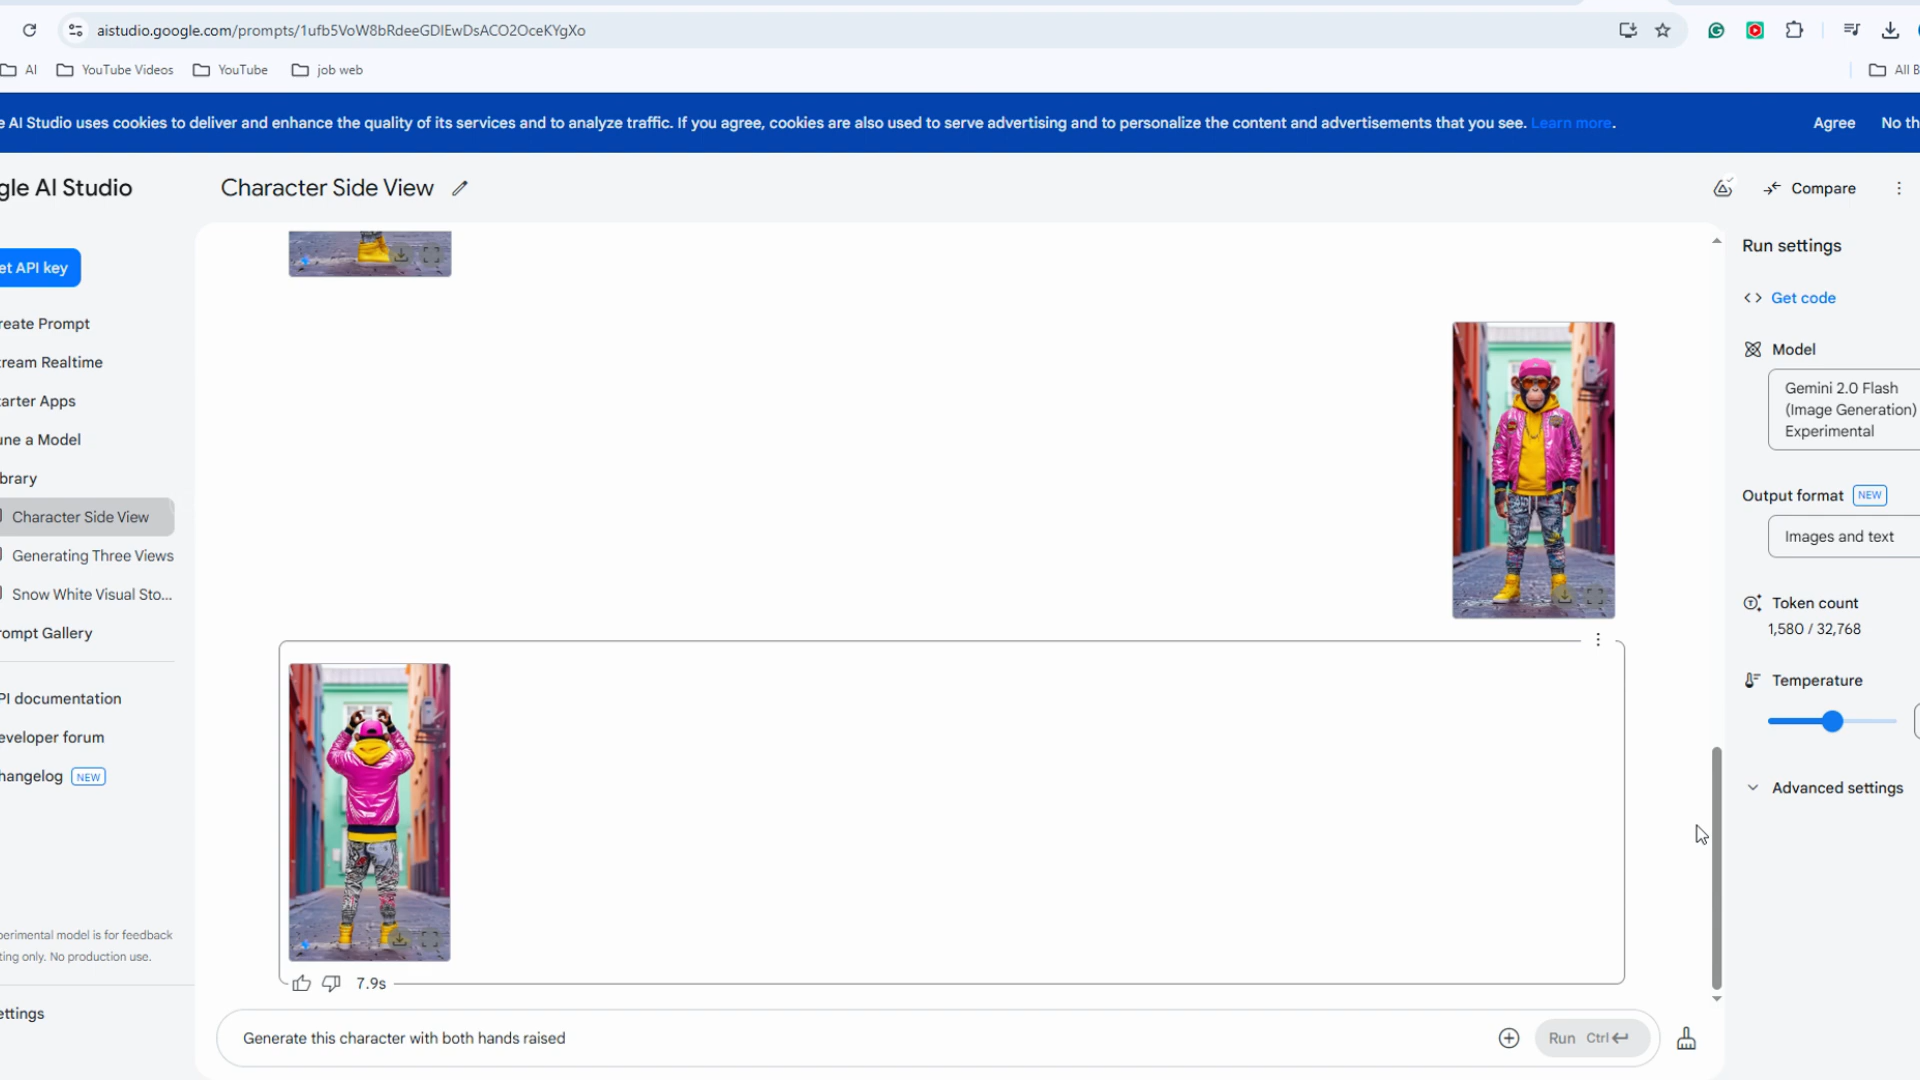 aistudio.google.com/prompts/1ufb5VoW8bRdeeGDIEwDsACO2OceKYgXo
AI
YouTube Videos
YouTube
job web
All B
e AI Studio uses cookies to deliver and enhance the quality of its services and to analyze traffic. If you agree, cookies are also used to serve advertising and to personalize the content and advertisements that you see. Learn more.
Agree
No th
gle AI Studio
Character Side View
Compare
et API key
reate Prompt
tream Realtime
tarter Apps
une a Model
ibrary
Character Side View
Generating Three Views
Snow White Visual Sto...
rompt Gallery
PI documentation
eveloper forum
hangelog NEW
perimental model is for feedback
ting only. No production use.
ettings
7.9s
Generate this character with both hands raised
Run Ctrl
Run settings
Get code
Model
Gemini 2.0 Flash
(Image Generation)
Experimental
Output format NEW
Images and text
Token count
1,580 / 32,768
Temperature
Advanced settings